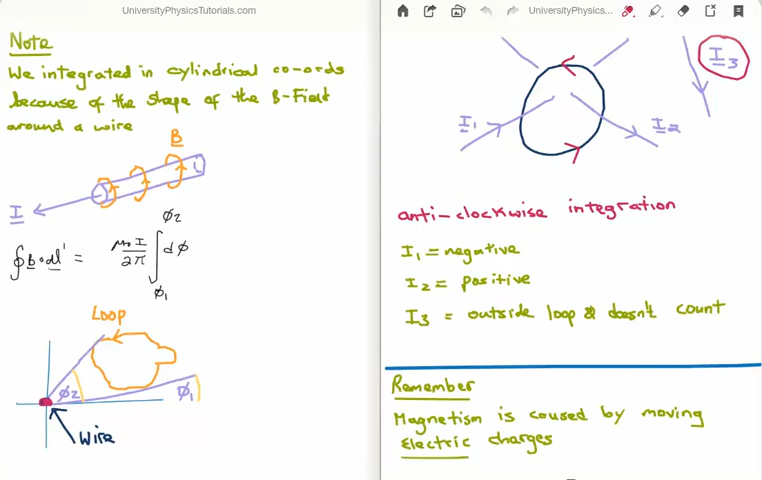 UniversityPhysicsTutorials.com
Note
We integrated in cylindrical co-ords
because of the shape of the B-Field
around a wire
B
I
∮B·dl' = μ₀I/2π ∫ dφ
φ2
φ1
Loop
φ2
φ1
Wire
UniversityPhysics...
I1
I2
I3
anti-clockwise integration
I1 = negative
I2 = positive
I3 = outside loop & doesn't count
Remember
Magnetism is caused by moving
Electric charges